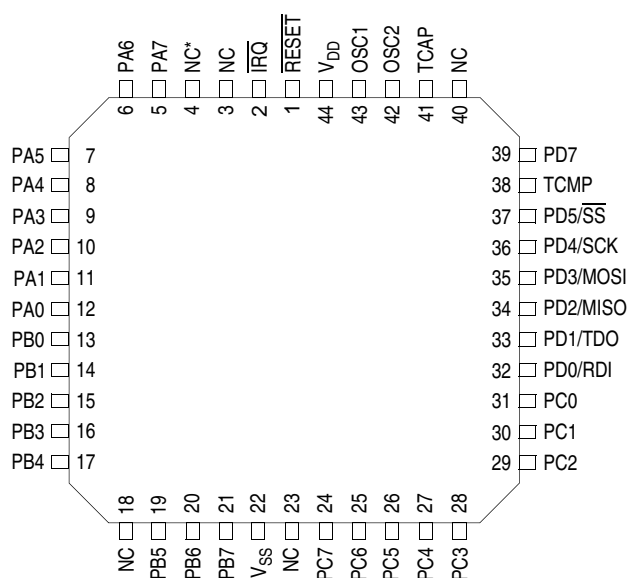 PA6 PA7 NC* NC IRQ RESET VDD OSC1 OSC2 TCAP NC
6 5 4 3 2 1 44 43 42 41 40
PA5 7 39 PD7
PA4 8 38 TCMP
PA3 9 37 PD5/SS
PA2 10 36 PD4/SCK
PA1 11 35 PD3/MOSI
PA0 12 34 PD2/MISO
PB0 13 33 PD1/TDO
PB1 14 32 PD0/RDI
PB2 15 31 PC0
PB3 16 30 PC1
PB4 17 29 PC2
18 19 20 21 22 23 24 25 26 27 28
NC PB5 PB6 PB7 VSS NC PC7 PC6 PC5 PC4 PC3